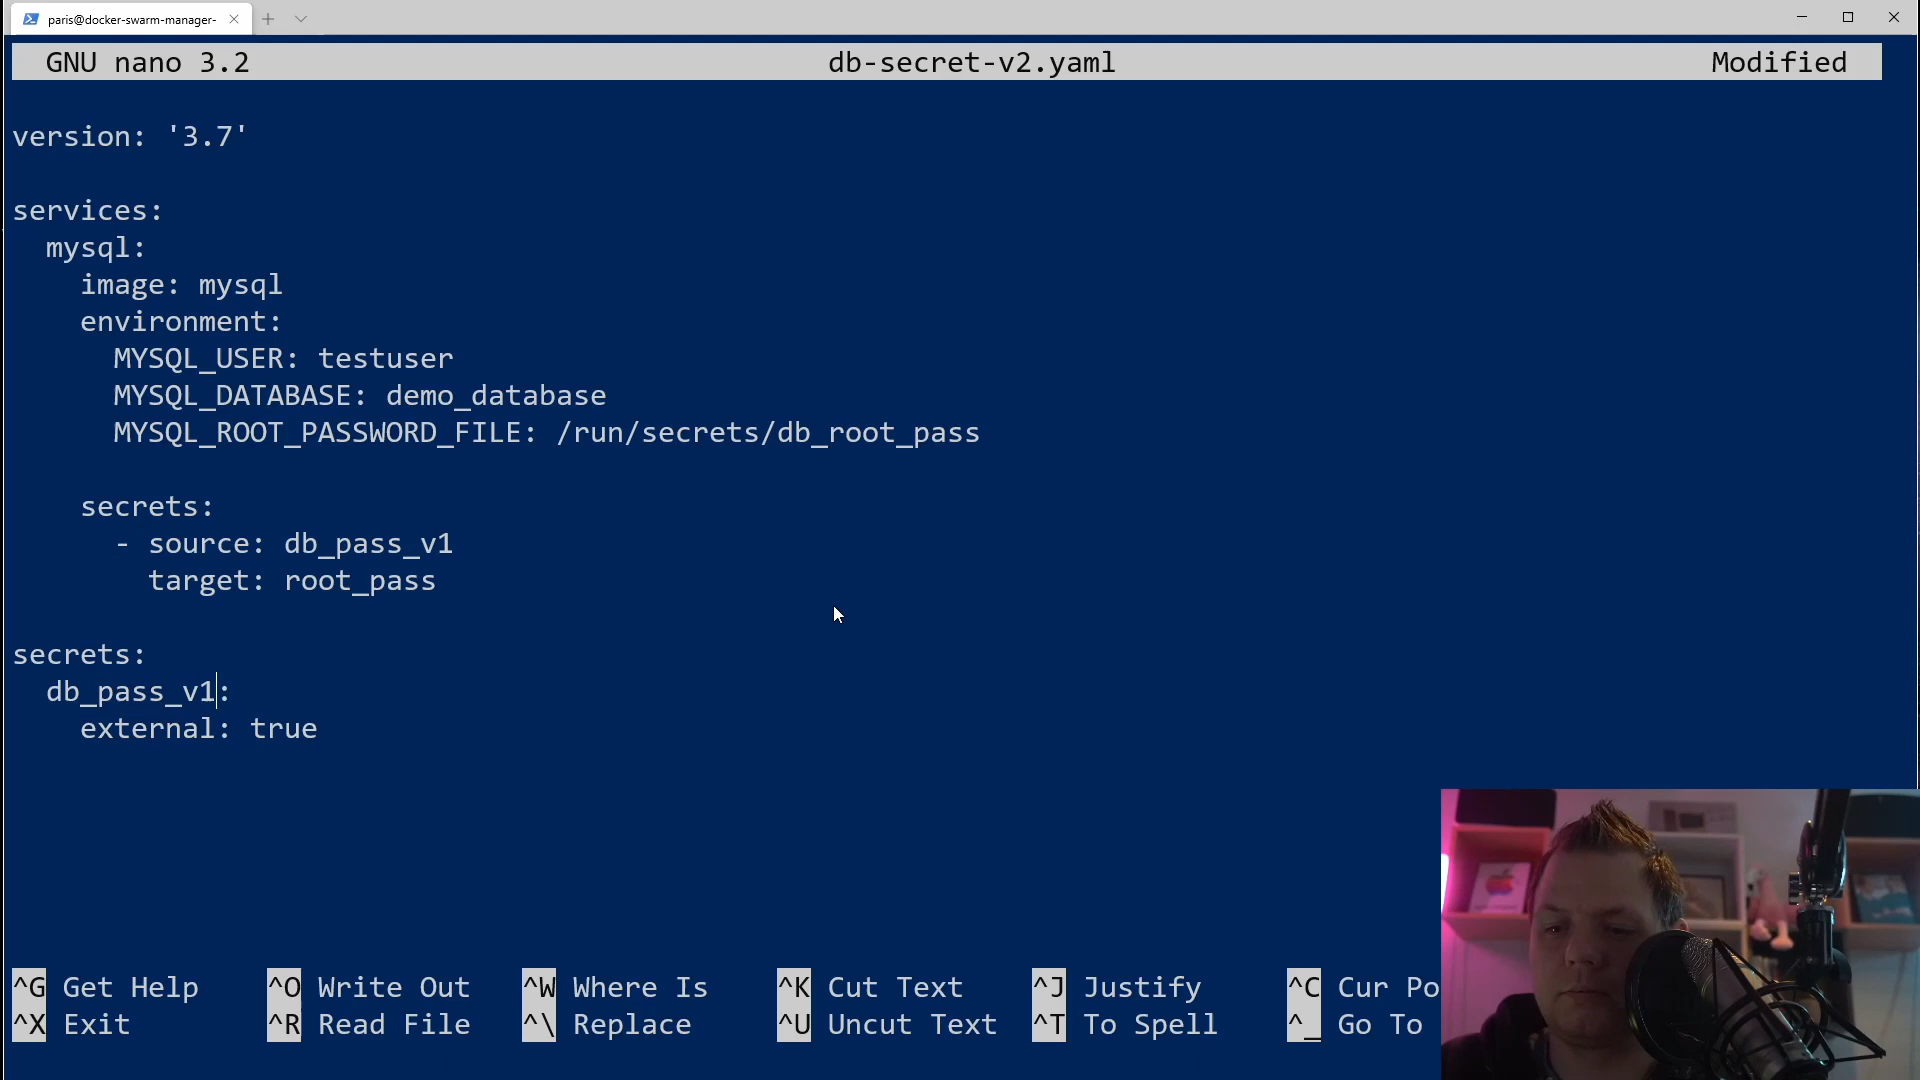 paris@docker-swarm-manager-
GNU nano 3.2 db-secret-v2.yaml Modified
version: '3.7'
services:
  mysql:
    image: mysql
    environment:
      MYSQL_USER: testuser
      MYSQL_DATABASE: demo_database
      MYSQL_ROOT_PASSWORD_FILE: /run/secrets/db_root_pass
    secrets:
      - source: db_pass_v1
        target: root_pass
secrets:
  db_pass_v1:
    external: true
^G Get Help ^O Write Out ^W Where Is ^K Cut Text ^J Justify ^C Cur Po
^X Exit ^R Read File ^\ Replace ^U Uncut Text ^T To Spell ^_ Go To